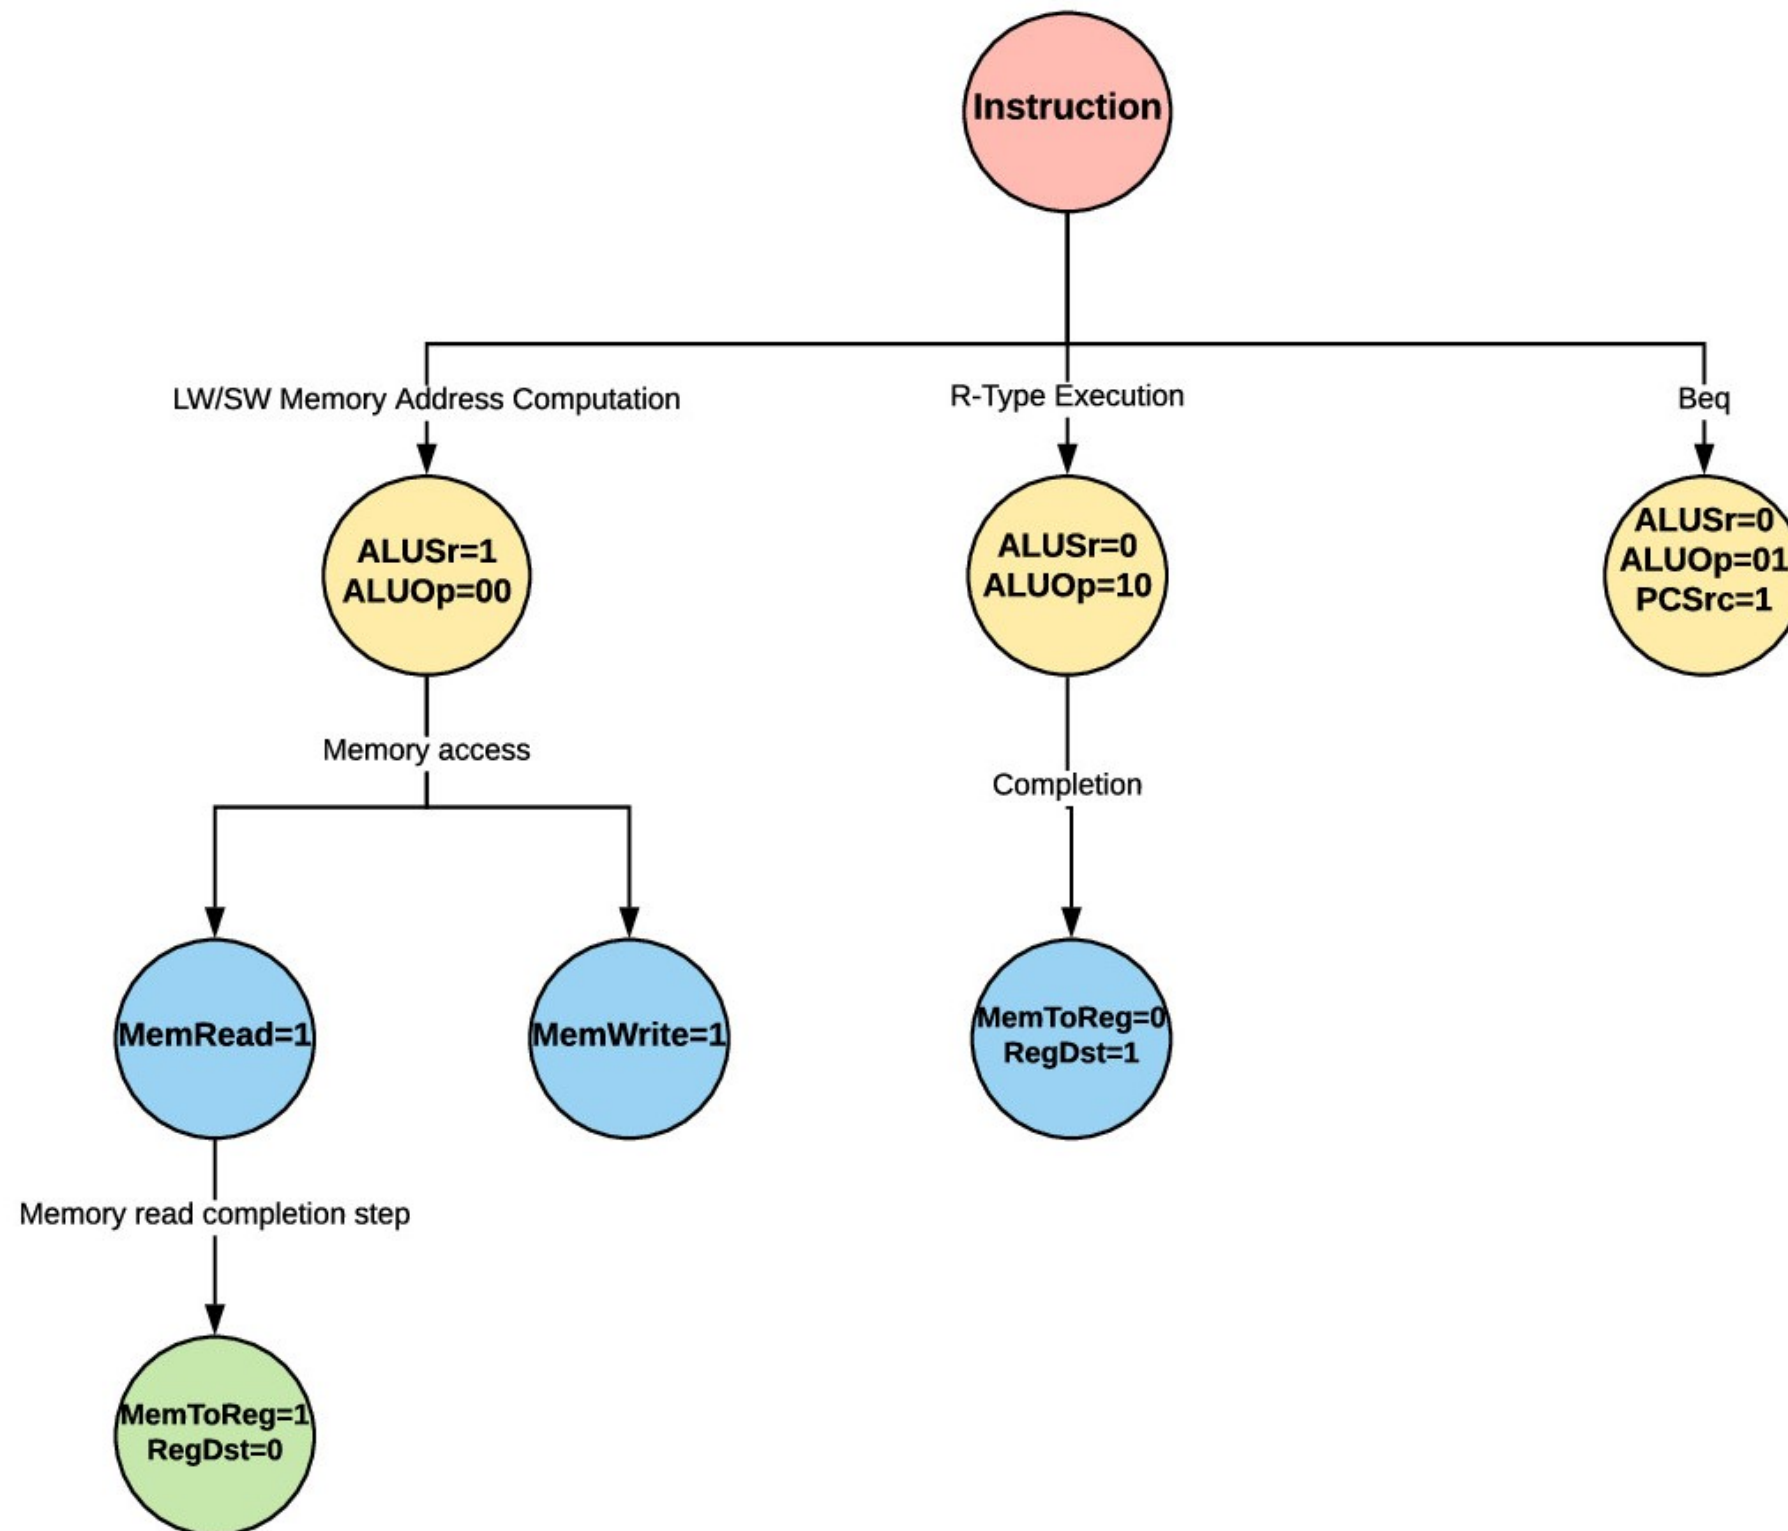 Instruction
LW/SW Memory Address Computation
R-Type Execution
Beq
ALUSr=1
ALUOp=00
ALUSr=0
ALUOp=10
ALUSr=0
ALUOp=01
PCSrc=1
Memory access
Completion
MemRead=1
MemWrite=1
MemToReg=0
RegDst=1
Memory read completion step
MemToReg=1
RegDst=0